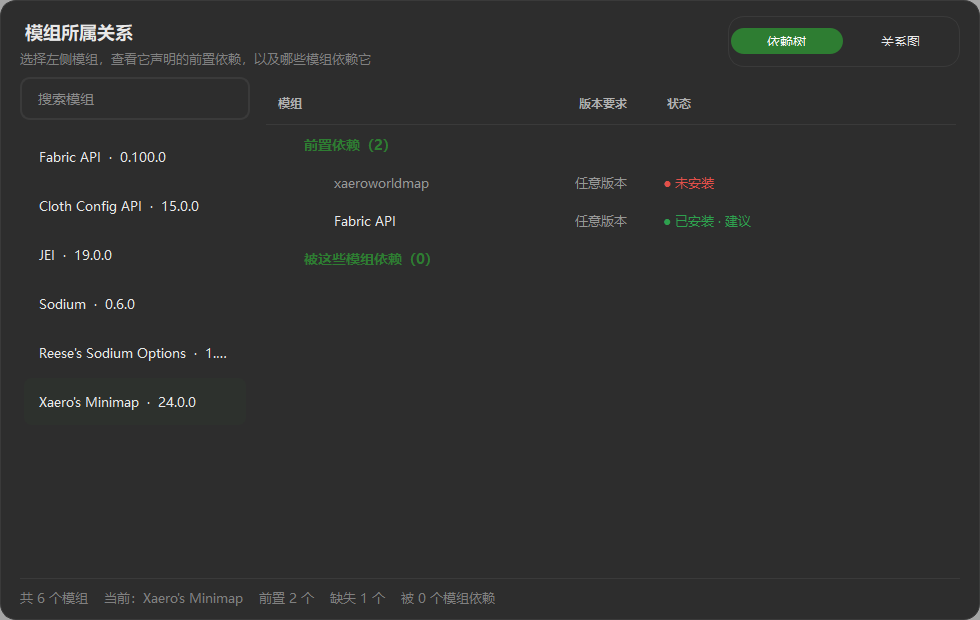 模组所属关系
选择左侧模组，查看它声明的前置依赖，以及哪些模组依赖它
依赖树
关系图
搜索模组
Fabric API · 0.100.0
Cloth Config API · 15.0.0
JEI · 19.0.0
Sodium · 0.6.0
Reese's Sodium Options · 1....
Xaero's Minimap · 24.0.0
模组 版本要求 状态
前置依赖（2）
xaeroworldmap 任意版本 ● 未安装
Fabric API 任意版本 ● 已安装 · 建议
被这些模组依赖（0）
共 6 个模组 当前：Xaero's Minimap 前置 2 个 缺失 1 个 被 0 个模组依赖